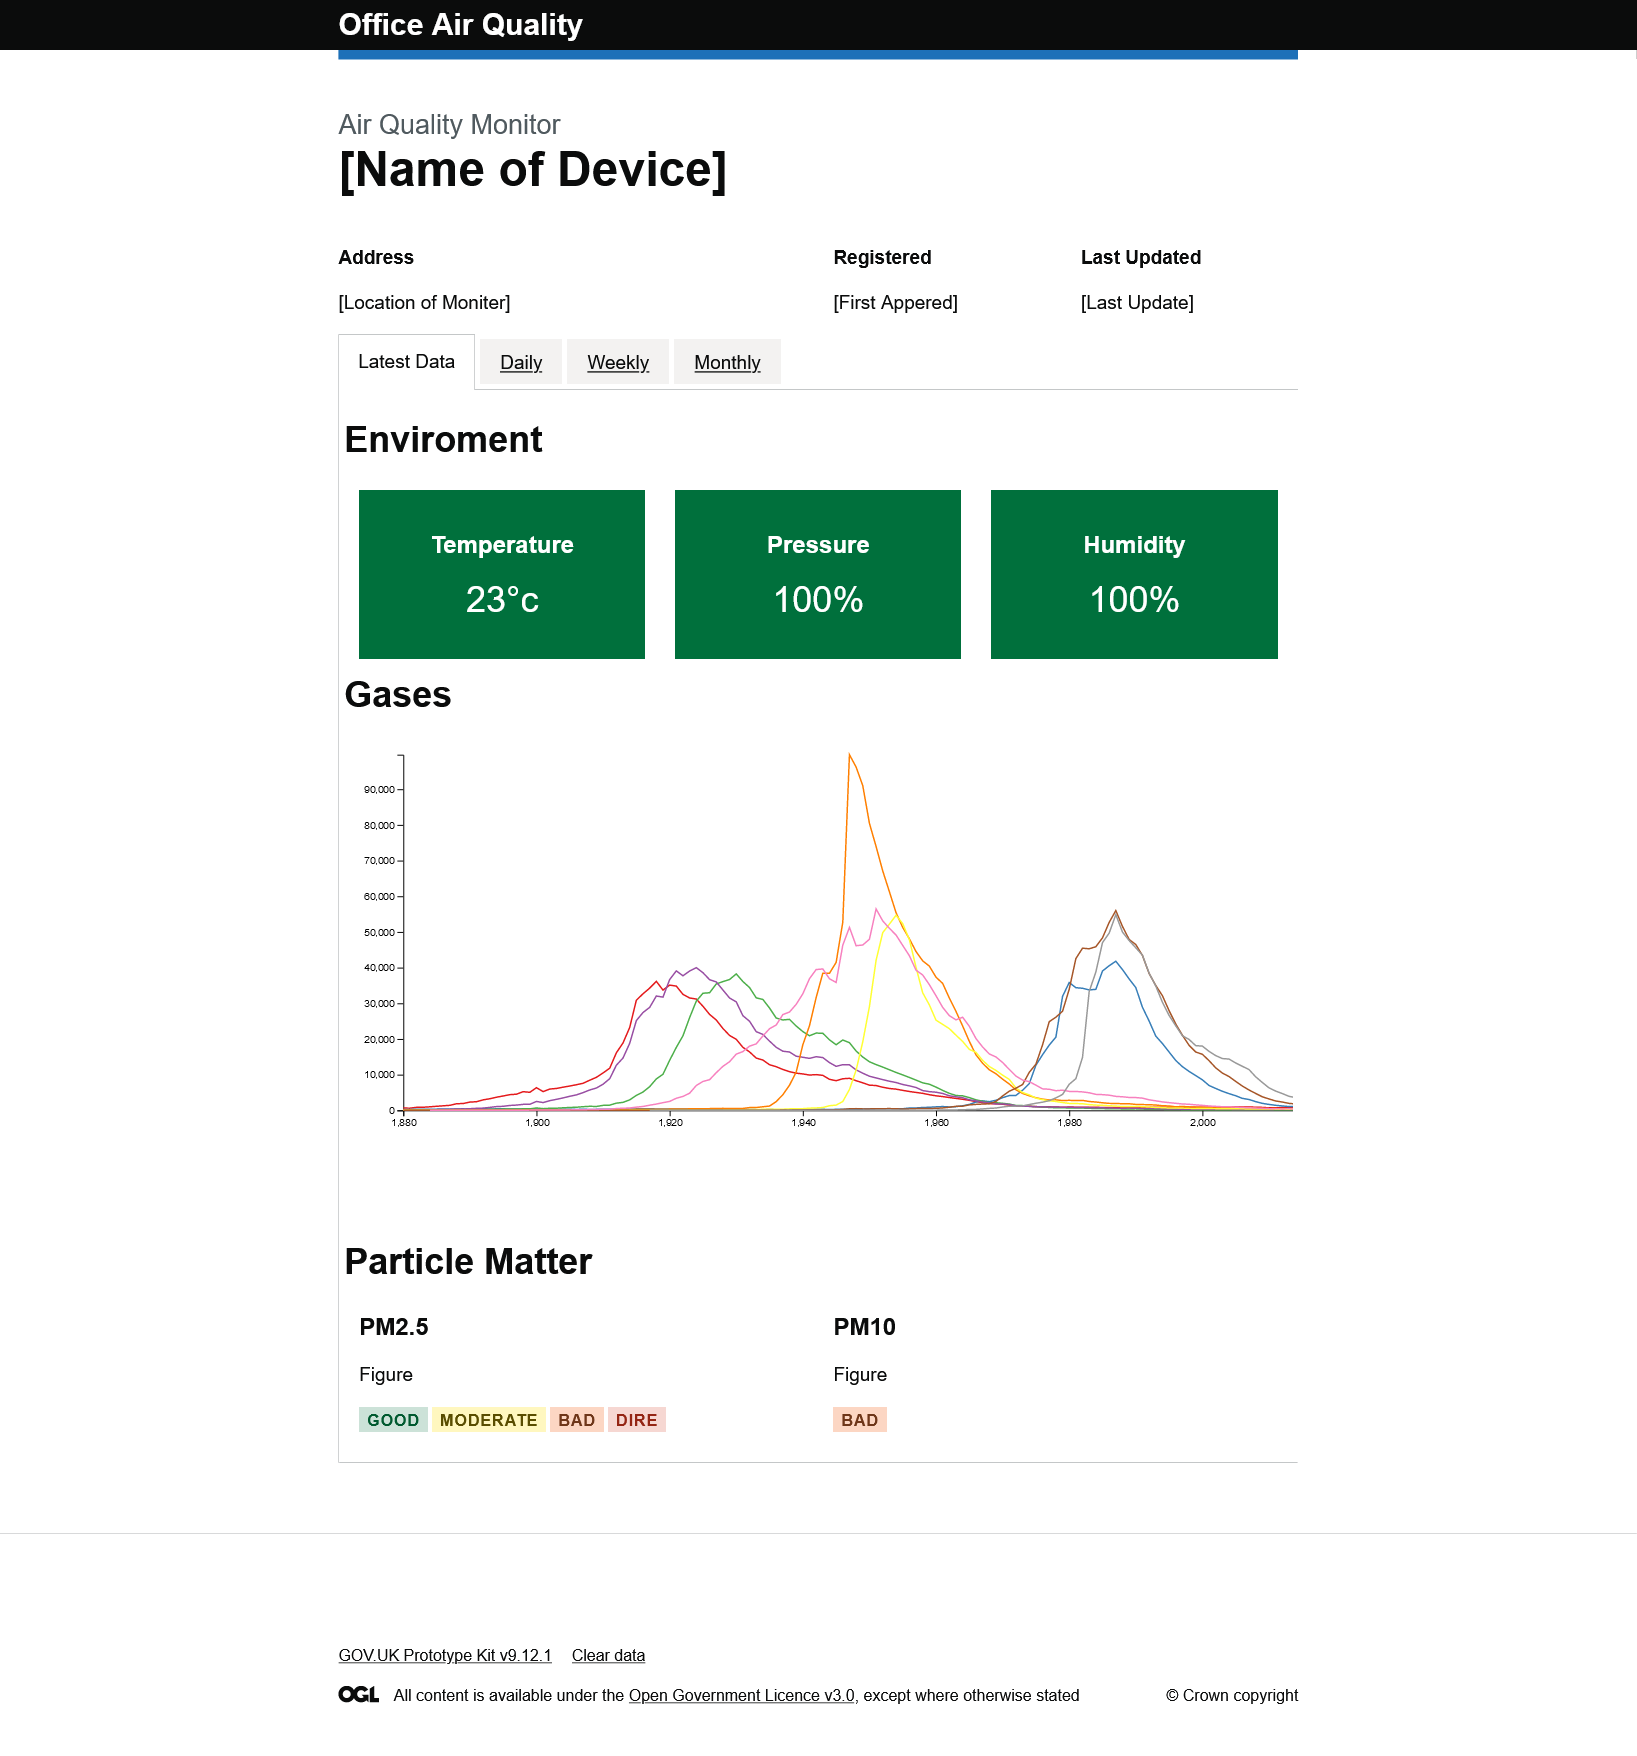 Office Air Quality
Air Quality Monitor
[Name of Device]
Address Registered Last Updated
[Location of Moniter] [First Appered] [Last Update]
Latest Data Daily Weekly Monthly
Enviroment
Temperature Pressure Humidity
23°c 100% 100%
Gases
90,000
80,000
70,000
60,000
50,000
40,000
30,000
20,000
10,000
0
1,880 1,900 1,920 1,940 1,960 1,980 2,000
Particle Matter
PM2.5 PM10
Figure Figure
GOOD MODERATE BAD DIRE BAD
GOV.UK Prototype Kit v9.12.1 Clear data
OGL All content is available under the Open Government Licence v3.0, except where otherwise stated © Crown copyright